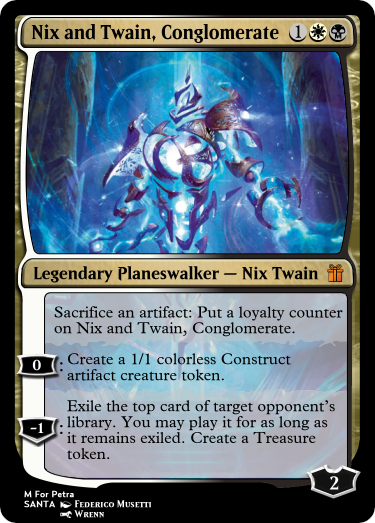 Nix and Twain, Conglomerate 1
Legendary Planeswalker — Nix Twain
Sacrifice an artifact: Put a loyalty counter
on Nix and Twain, Conglomerate.
0: Create a 1/1 colorless Construct
artifact creature token.
-1: Exile the top card of target opponent's
library. You may play it for as long as
it remains exiled. Create a Treasure
token.
2
M For Petra
SANTA Federico Musetti
Wrenn